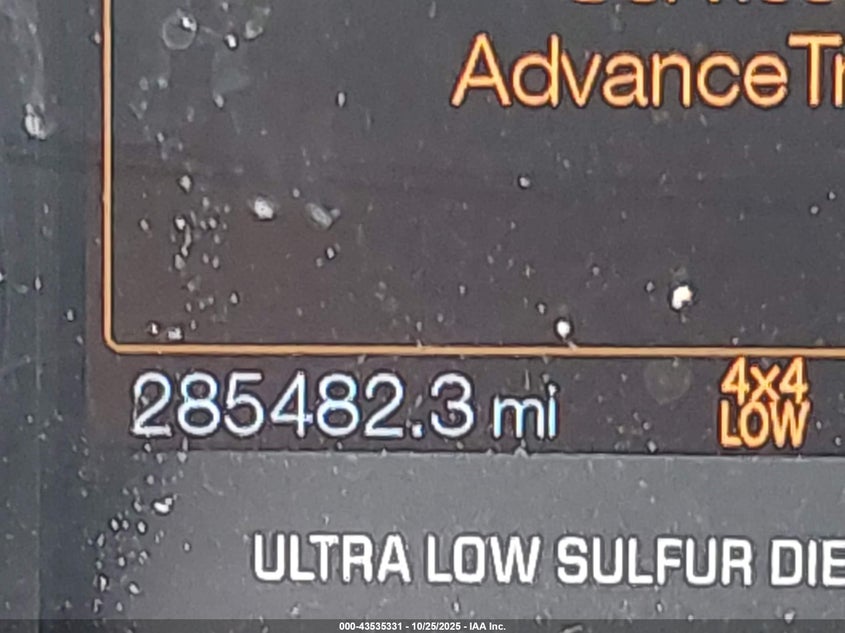 AdvanceTr
285482.3 mi
4x4
LOW
ULTRA LOW SULFUR DIE
000-43535331 - 10/25/2025 - IAA Inc.